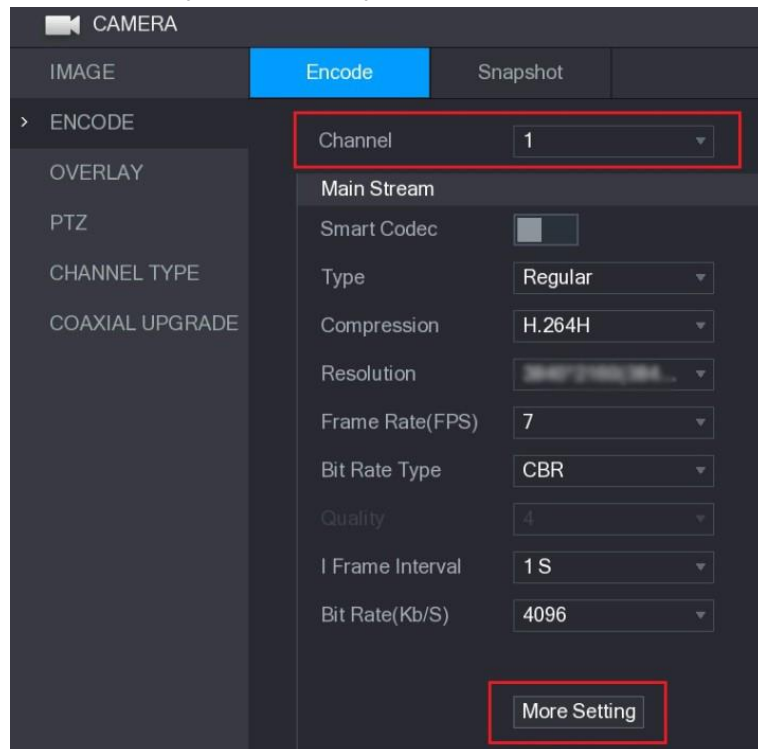 CAMERA
IMAGE
Encode Snapshot
> ENCODE
Channel 1
OVERLAY
Main Stream
PTZ
Smart Codec
CHANNEL TYPE
Type Regular
COAXIAL UPGRADE
Compression H.264H
Resolution
Frame Rate(FPS) 7
Bit Rate Type CBR
Quality 4
I Frame Interval 1 S
Bit Rate(Kb/S) 4096
More Setting